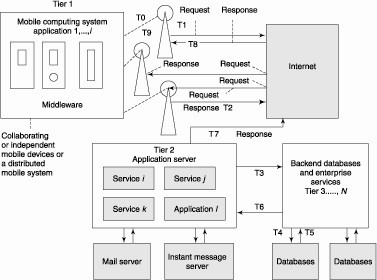 Tier 1
Mobile computing system
application 1,...,l
Middleware
Collaborating
or independent
mobile devices or
a distributed
mobile system
T0
T9
Request
Response
T1
T8
Response
Request
Request
Response T2
Internet
T7
Response
Tier 2
Application server
Service i
Service j
Service k
Application l
T3
T6
Backend databases
and enterprise
services
Tier 3....., N
T4
T5
Mail server
Instant message
server
Databases
Databases